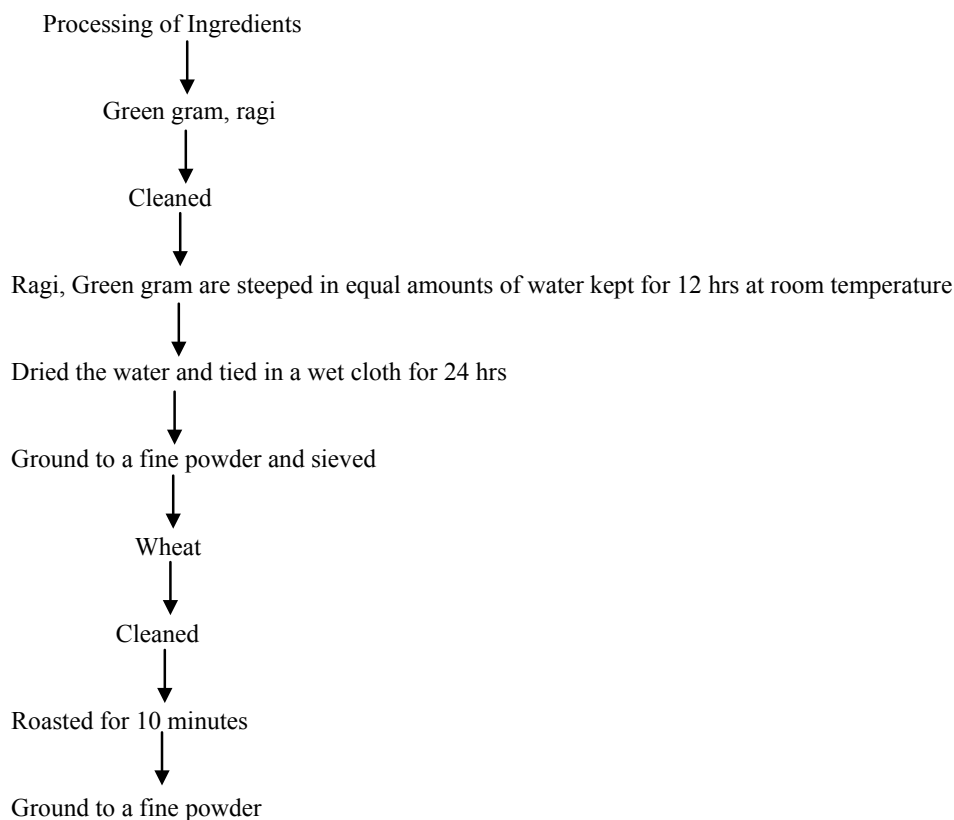 Processing of Ingredients
Green gram, ragi
Cleaned
Ragi, Green gram are steeped in equal amounts of water kept for 12 hrs at room temperature
Dried the water and tied in a wet cloth for 24 hrs
Ground to a fine powder and sieved
Wheat
Cleaned
Roasted for 10 minutes
Ground to a fine powder